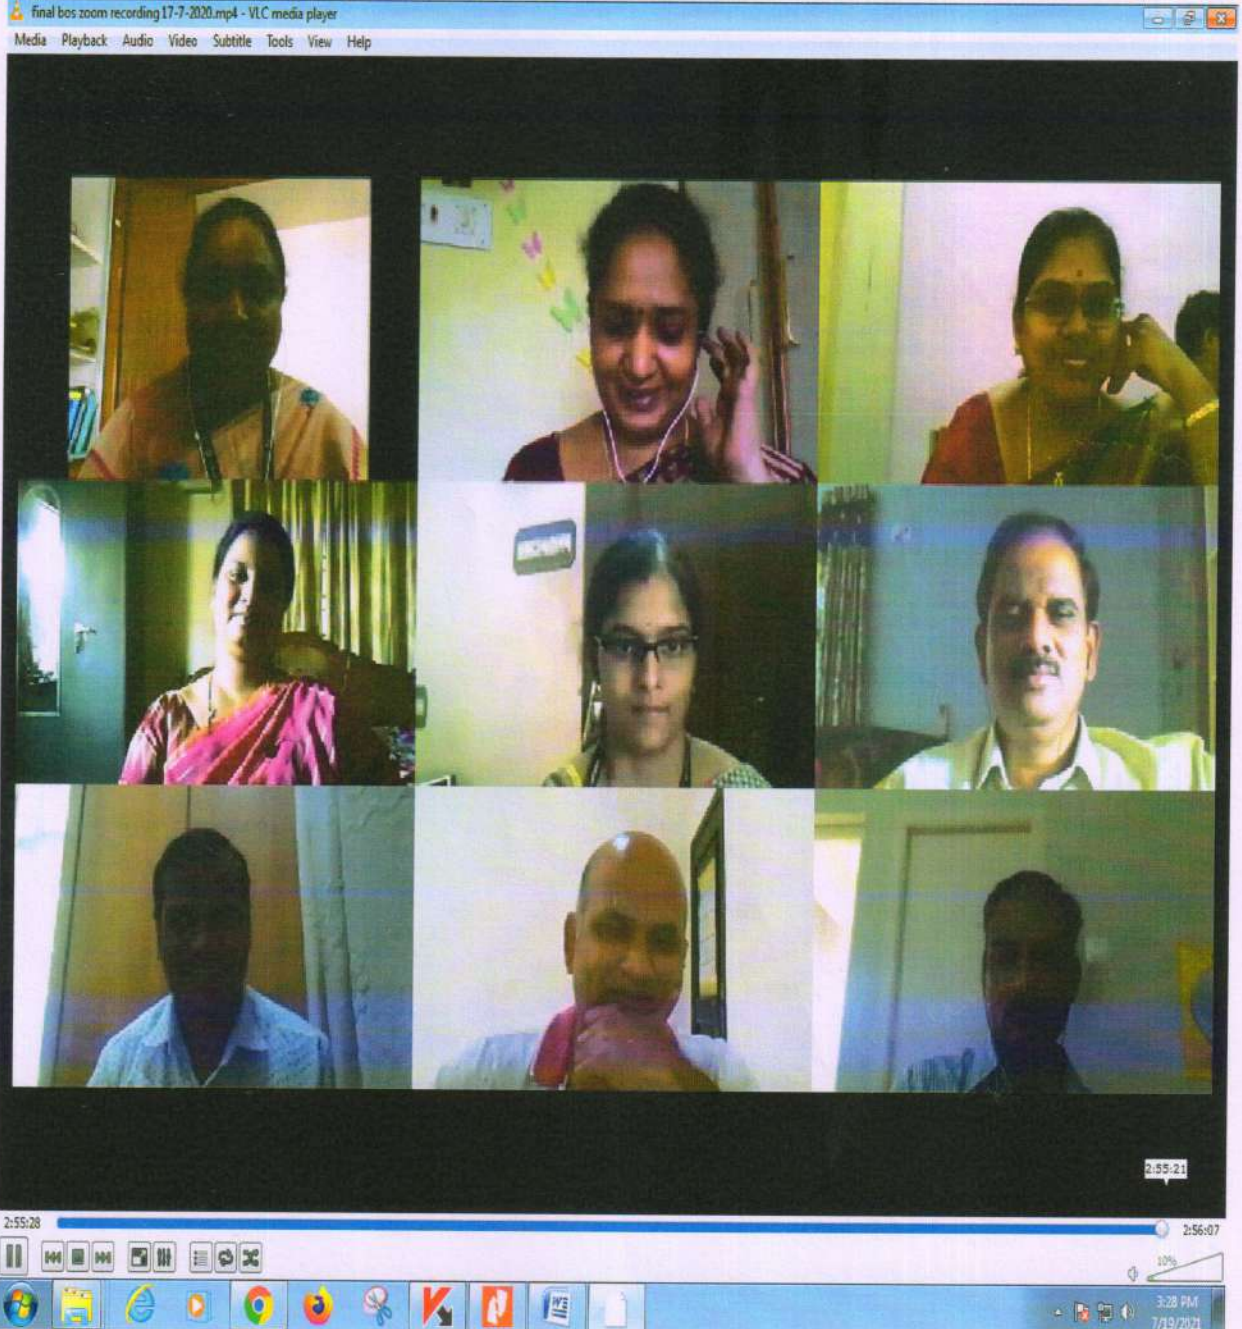 final bos zoom recording 17-7-2020.mp4 - VLC media player
Media Playback Audio Video Subtitle Tools View Help
2:55:21
2:55:28
2:56:07
10%
3:28 PM
7/19/2021